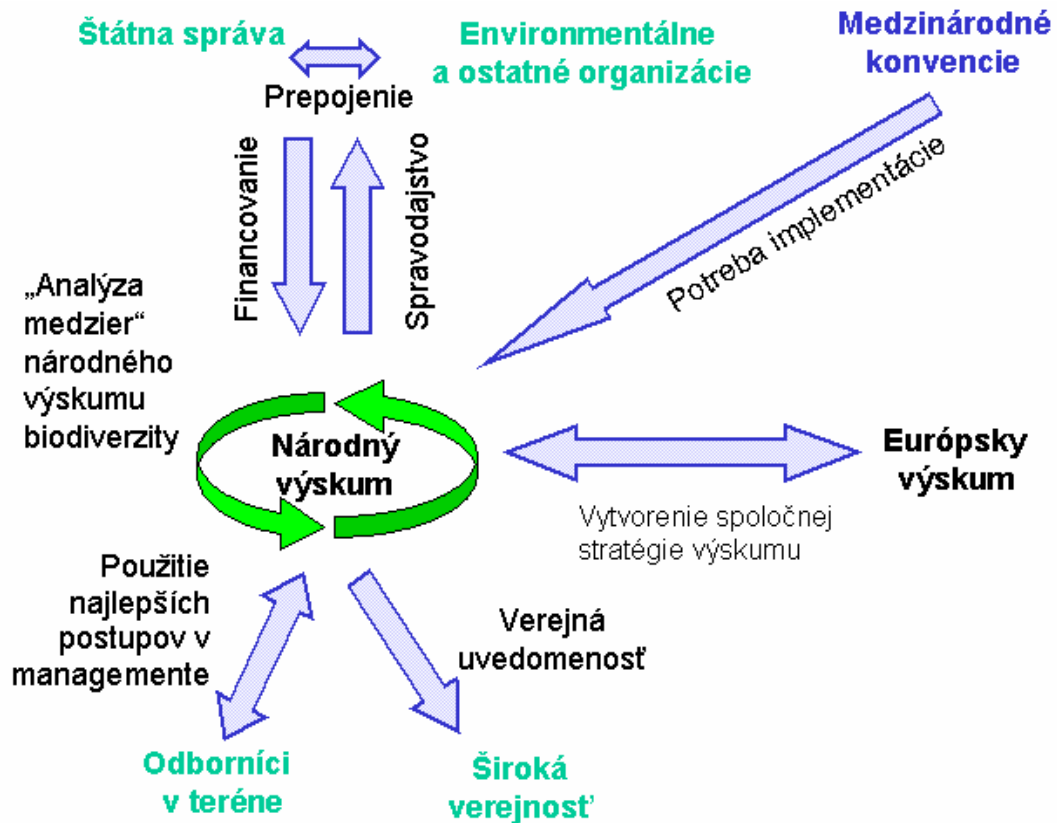 Štátna správa
Environmentálne
a ostatné organizácie
Medzinárodné
konvencie
Prepojenie
Financovanie
Spravodajstvo
Potreba implementácie
„Analýza
medzier“
národného
výskumu
biodiverzity
Národný
výskum
Európsky
výskum
Vytvorenie spoločnej
stratégie výskumu
Použitie
najlepších
postupov v
managemente
Verejná
uvedomenosť
Odborníci
v teréne
Široká
verejnosť